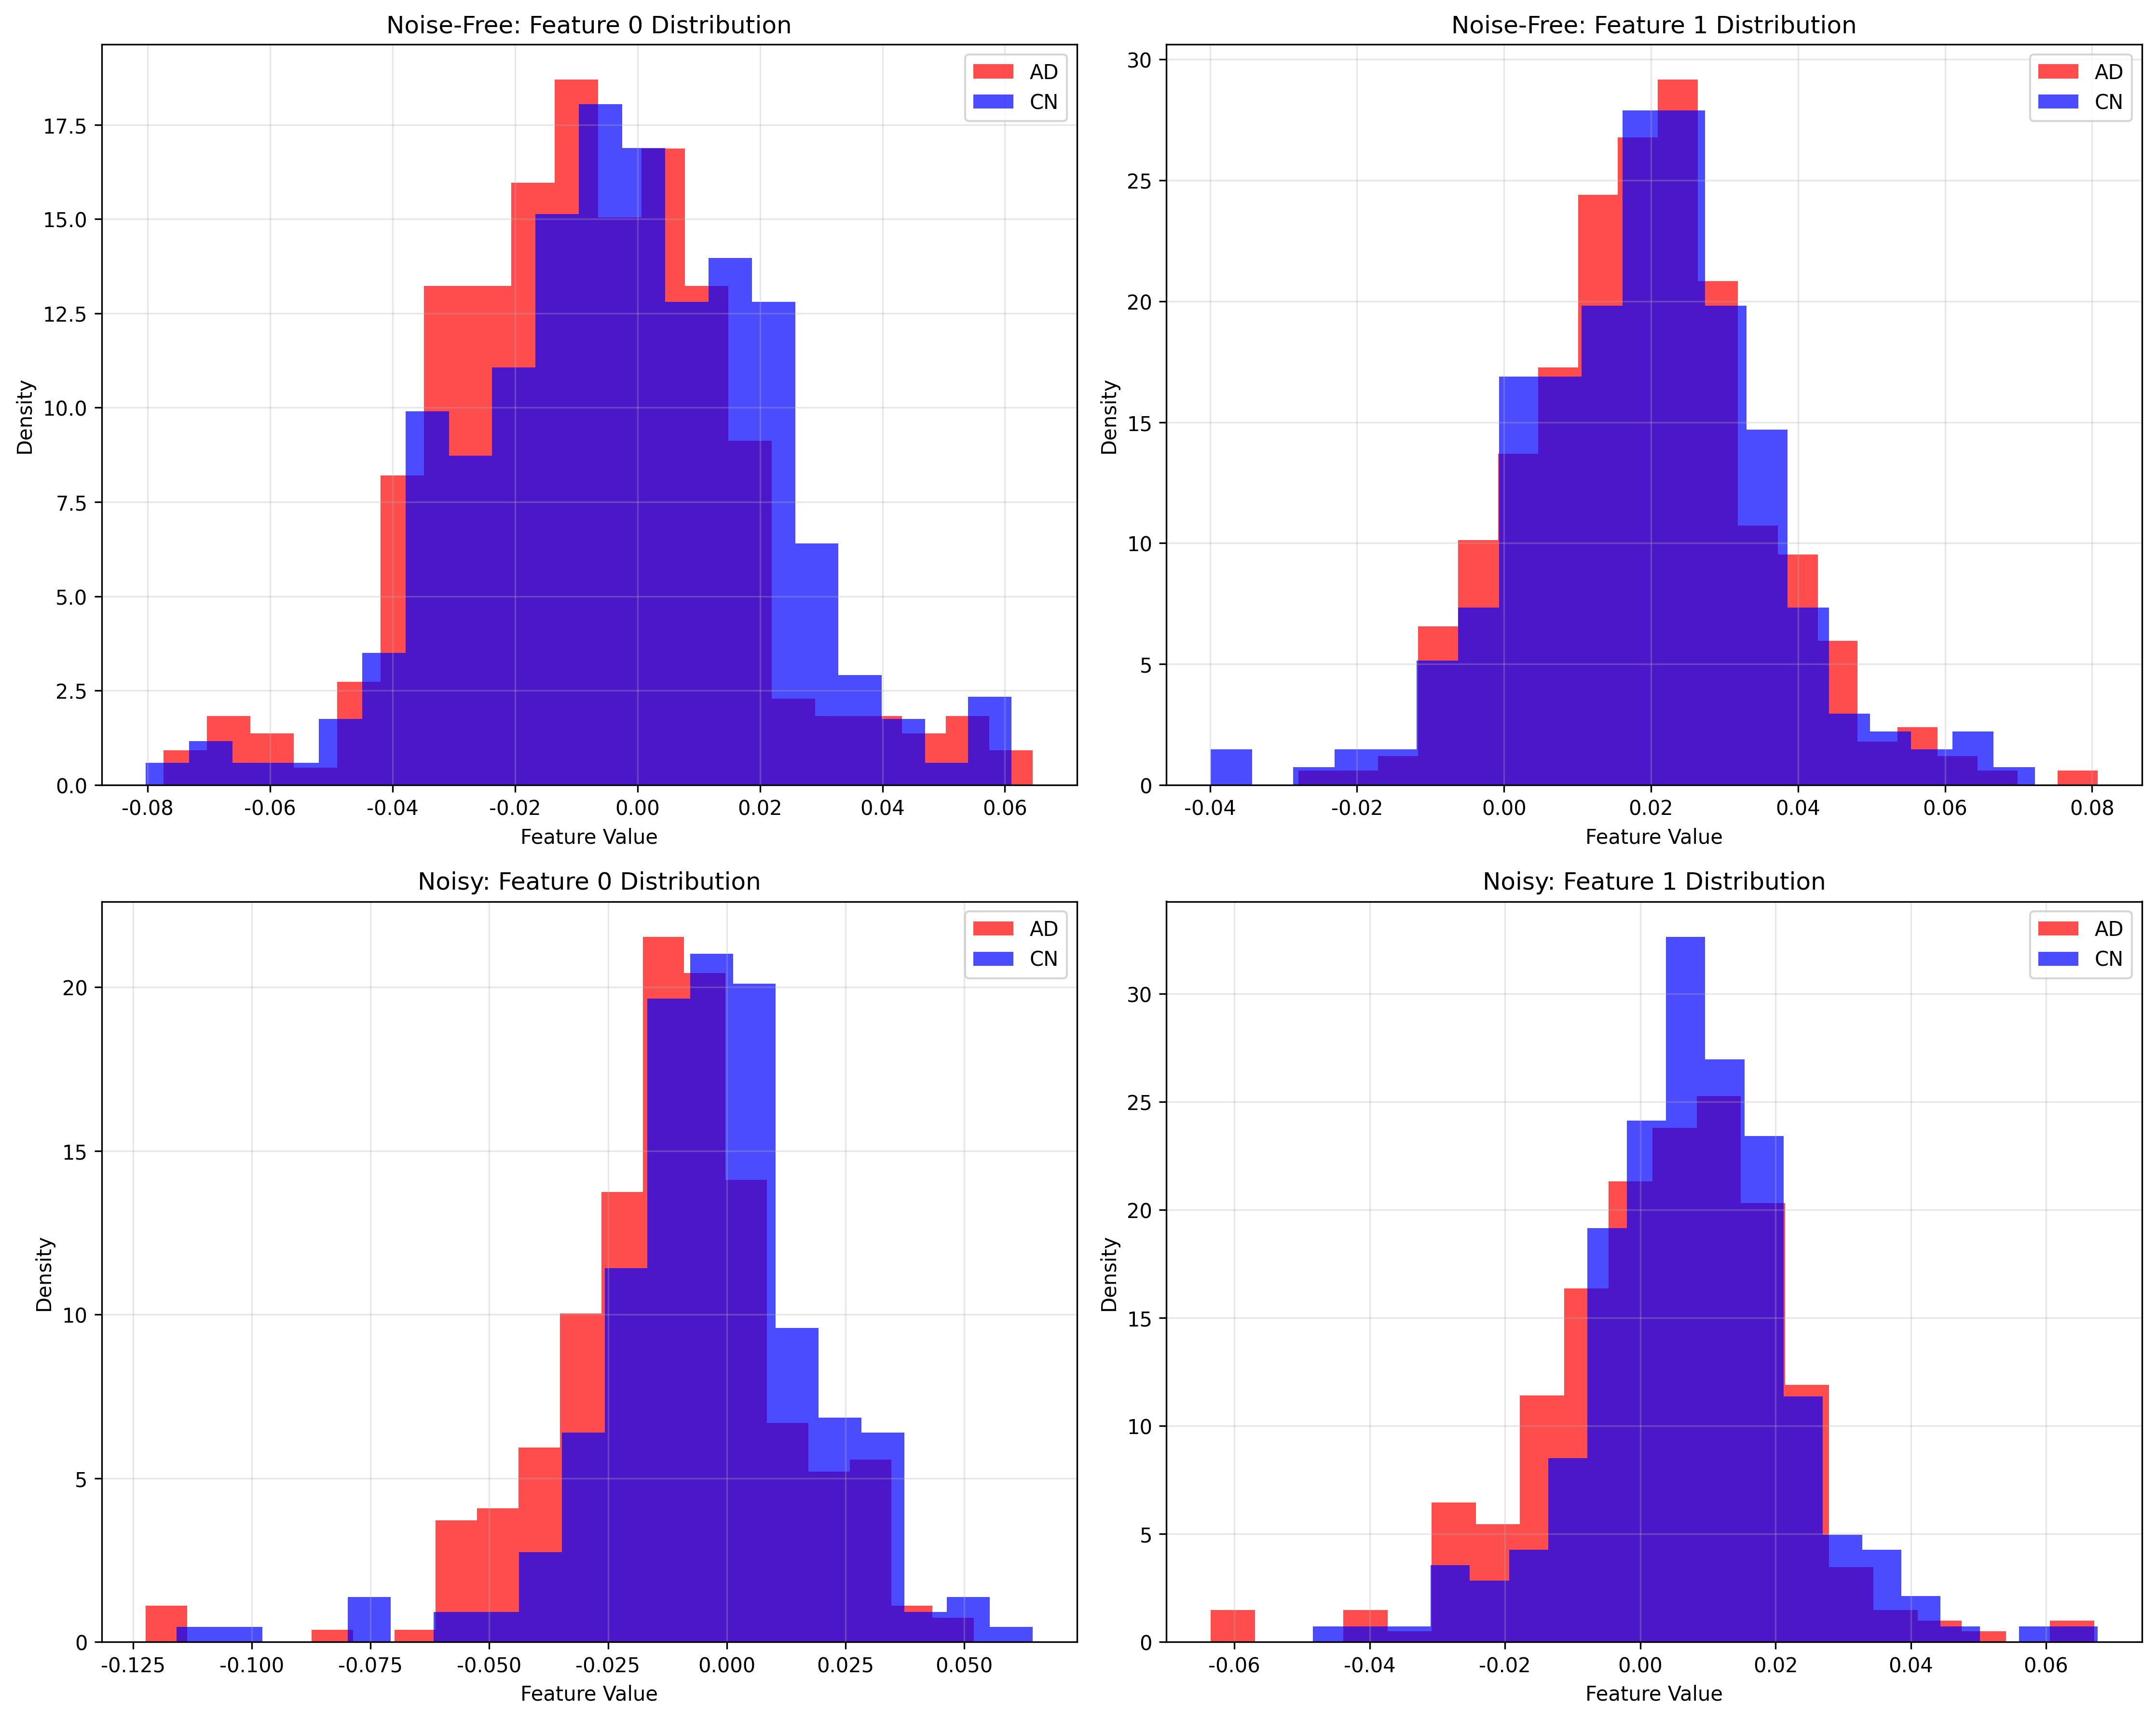 Noise-Free: Feature 0 Distribution
AD
CN
17.5
15.0
12.5
10.0
7.5
5.0
2.5
0.0
Density
-0.08
-0.06
-0.04
-0.02
0.00
0.02
0.04
0.06
Feature Value
Noise-Free: Feature 1 Distribution
AD
CN
30
25
20
15
10
5
0
Density
-0.04
-0.02
0.00
0.02
0.04
0.06
0.08
Feature Value
Noisy: Feature 0 Distribution
AD
CN
20
15
10
5
0
Density
-0.125
-0.100
-0.075
-0.050
-0.025
0.000
0.025
0.050
Feature Value
Noisy: Feature 1 Distribution
AD
CN
30
25
20
15
10
5
0
Density
-0.06
-0.04
-0.02
0.00
0.02
0.04
0.06
Feature Value